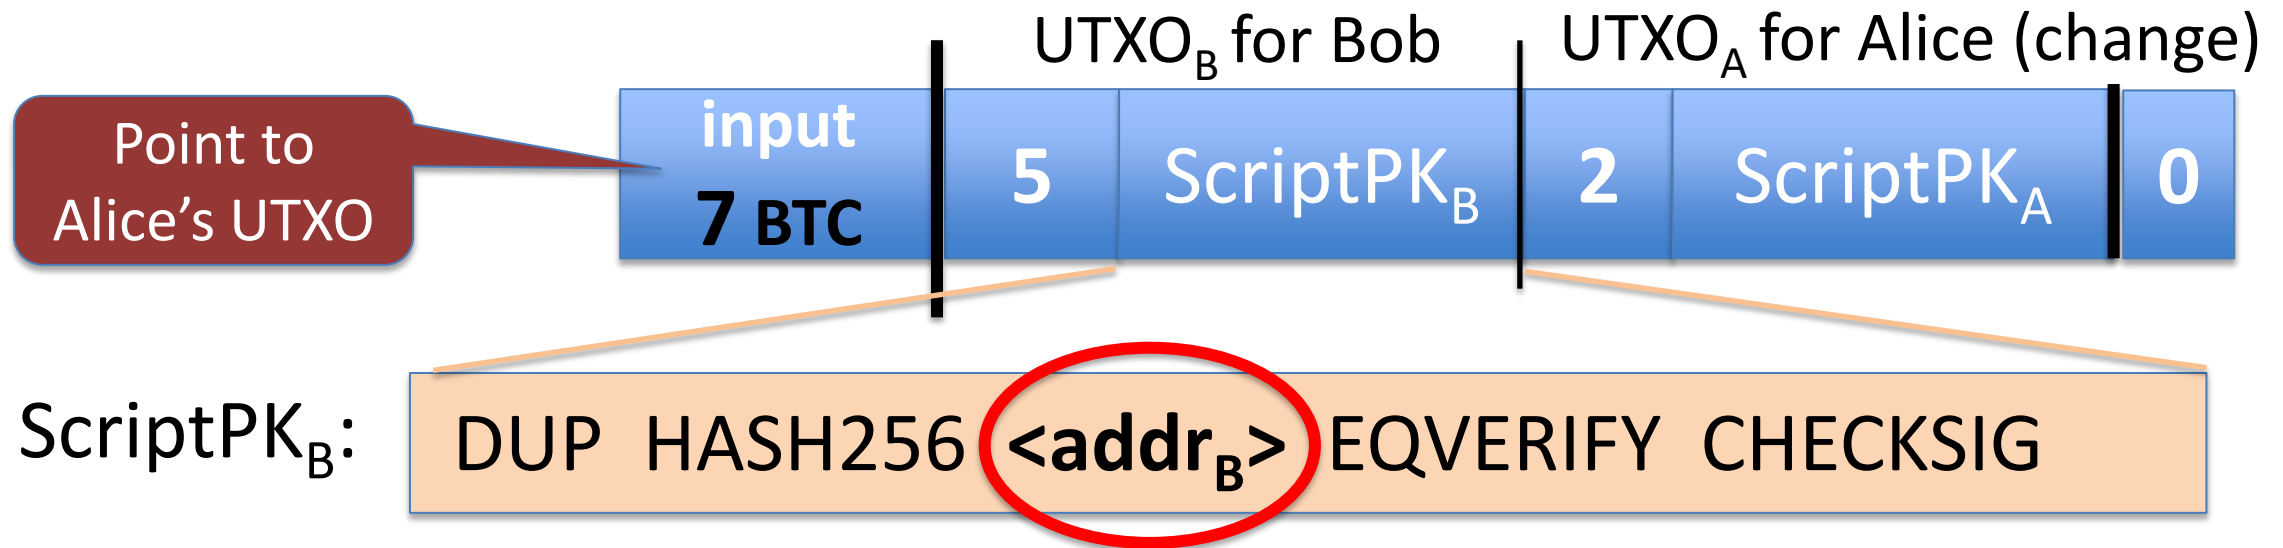 UTXO_B for Bob
UTXO_A for Alice (change)
Point to
Alice’s UTXO
input
7 BTC
5
ScriptPK_B
2
ScriptPK_A
0
ScriptPK_B:
DUP HASH256 <addr_B> EQVERIFY CHECKSIG